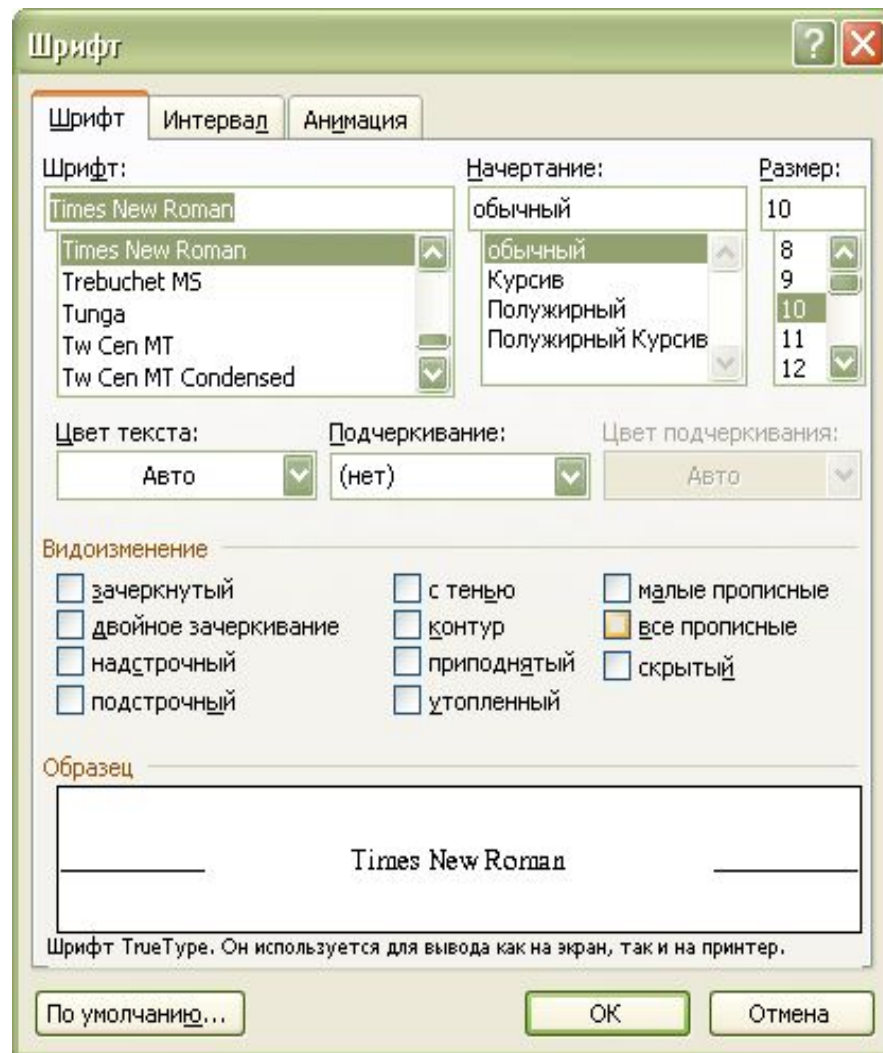 Шрифт
Шрифт Интервал Анимация
Шрифт: Начертание: Размер:
Times New Roman обычный 10
Times New Roman обычный 8
Trebuchet MS Курсив 9
Tunga Полужирный 10
Tw Cen MT Полужирный Курсив 11
Tw Cen MT Condensed 12
Цвет текста: Подчеркивание: Цвет подчеркивания:
Авто (нет) Авто
Видоизменение
зачеркнутый с тенью малые прописные
двойное зачеркивание контур все прописные
надстрочный приподнятый скрытый
подстрочный утопленный
Образец
Times New Roman
Шрифт TrueType. Он используется для вывода как на экран, так и на принтер.
По умолчанию... ОК Отмена